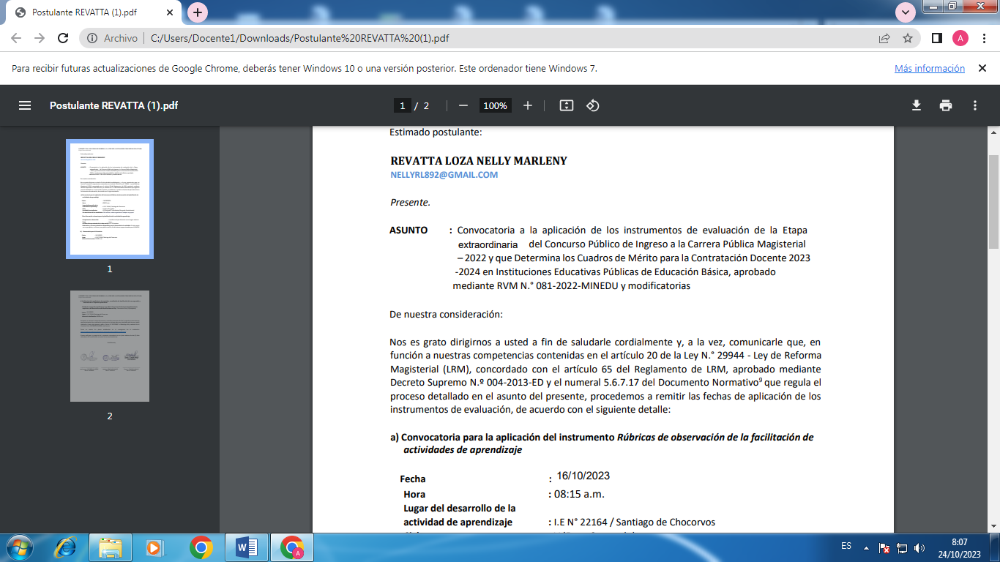 Postulante REVATTA (1).pdf
Archivo C:/Users/Docente1/Downloads/Postulante%20REVATTA%20(1).pdf
A
Para recibir futuras actualizaciones de Google Chrome, deberás tener Windows 10 o una versión posterior. Este ordenador tiene Windows 7.
Más información
Postulante REVATTA (1).pdf
1 / 2
100%
1
2
Estimado postulante:
REVATTA LOZA NELLY MARLENY
NELLYRL892@GMAIL.COM
Presente.
ASUNTO : Convocatoria a la aplicación de los instrumentos de evaluación de la Etapa
extraordinaria del Concurso Público de Ingreso a la Carrera Pública Magisterial
– 2022 y que Determina los Cuadros de Mérito para la Contratación Docente 2023
-2024 en Instituciones Educativas Públicas de Educación Básica, aprobado
mediante RVM N.° 081-2022-MINEDU y modificatorias
De nuestra consideración:
Nos es grato dirigirnos a usted a fin de saludarle cordialmente y, a la vez, comunicarle que, en
función a nuestras competencias contenidas en el artículo 20 de la Ley N.° 29944 - Ley de Reforma
Magisterial (LRM), concordado con el artículo 65 del Reglamento de LRM, aprobado mediante
Decreto Supremo N.º 004-2013-ED y el numeral 5.6.7.17 del Documento Normativo⁹ que regula el
proceso detallado en el asunto del presente, procedemos a remitir las fechas de aplicación de los
instrumentos de evaluación, de acuerdo con el siguiente detalle:
a) Convocatoria para la aplicación del instrumento Rúbricas de observación de la facilitación de
actividades de aprendizaje
Fecha : 16/10/2023
Hora : 08:15 a.m.
Lugar del desarrollo de la
actividad de aprendizaje : I.E N° 22164 / Santiago de Chocorvos
A
ES
8:07
24/10/2023